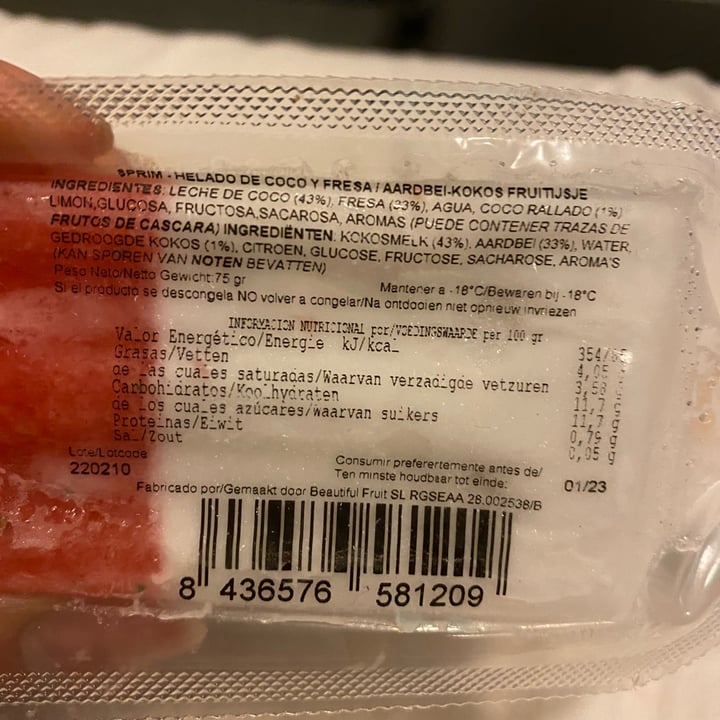 SPRIM - HELADO DE COCO Y FRESA / AARDBEI-KOKOS FRUITIJSJE
INGREDIENTES: LECHE DE COCO (43%), FRESA (33%), AGUA, COCO RALLADO (1%)
LIMON,GLUCOSA, FRUCTOSA,SACAROSA, AROMAS (PUEDE CONTENER TRAZAS DE
FRUTOS DE CASCARA) INGREDIËNTEN: KOKOSMELK (43%), AARDBEI (33%), WATER,
GEDROOGDE KOKOS (1%), CITROEN, GLUCOSE, FRUCTOSE, SACHAROSE, AROMA'S
(KAN SPOREN VAN NOTEN BEVATTEN)
Peso Neto/Netto Gewicht:75 gr
Mantener a -18°C/Bewaren bij -18°C
Si el producto se descongela NO volver a congelar/Na ontdooien niet opnieuw invriezen
INFORMACION NUTRICIONAL por/VOEDINGSWAARDE per 100 gr
Valor Energético/Energie kJ/kcal 354/
Grasas/Vetten 4,05 g
de las cuales saturadas/Waarvan verzadigde vetzuren 3,58 g
Carbohidratos/Koolhydraten 11,7 g
de los cuales azúcares/Waarvan suikers 11,7 g
Proteinas/Eiwit 0,79 g
Sal/Zout 0,05 g
Lote/Lotcode
220210
Consumir preferertemente antes de/
Ten minste houdbaar tot einde:
01/23
Fabricado por/Gemaakt door Beautiful Fruit SL RGSEAA 26.002538/B
8 436576 581209